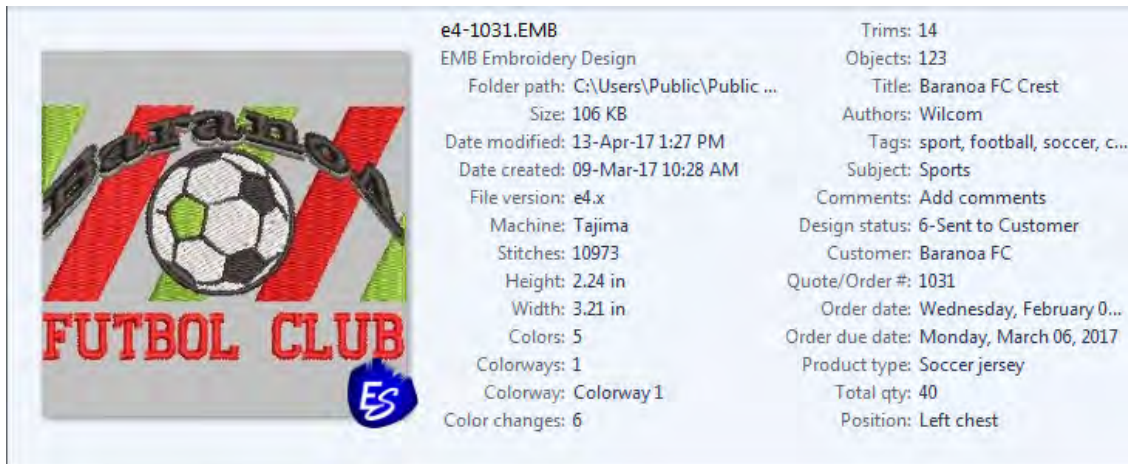 Baranoa
FUTBOL CLUB
ES
e4-1031.EMB
EMB Embroidery Design
Folder path: C:\Users\Public\Public ...
Size: 106 KB
Date modified: 13-Apr-17 1:27 PM
Date created: 09-Mar-17 10:28 AM
File version: e4.x
Machine: Tajima
Stitches: 10973
Height: 2.24 in
Width: 3.21 in
Colors: 5
Colorways: 1
Colorway: Colorway 1
Color changes: 6
Trims: 14
Objects: 123
Title: Baranoa FC Crest
Authors: Wilcom
Tags: sport, football, soccer, c...
Subject: Sports
Comments: Add comments
Design status: 6-Sent to Customer
Customer: Baranoa FC
Quote/Order #: 1031
Order date: Wednesday, February 0...
Order due date: Monday, March 06, 2017
Product type: Soccer jersey
Total qty: 40
Position: Left chest